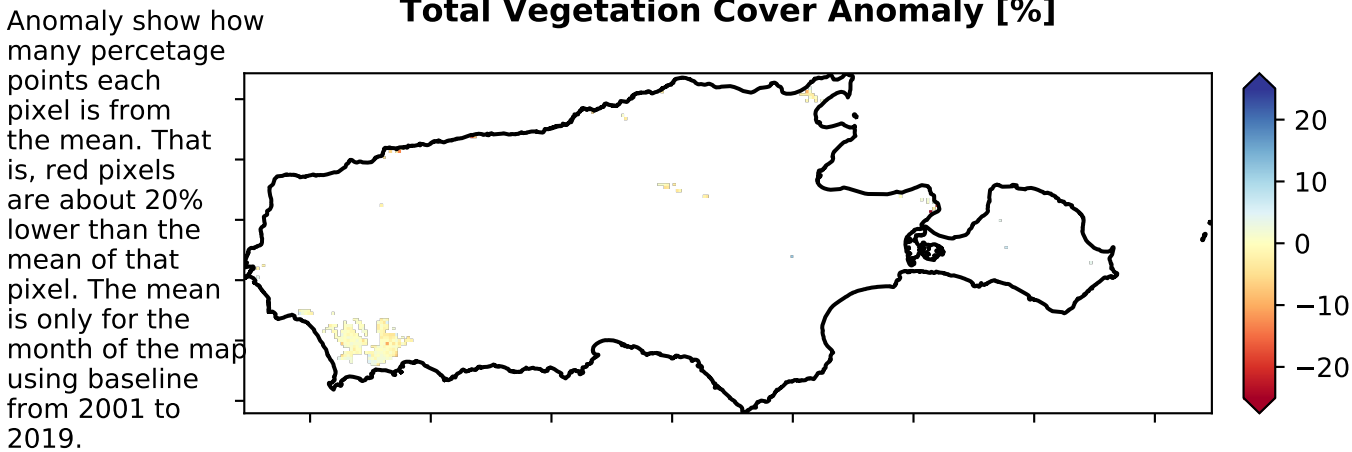 Total Vegetation Cover Anomaly [%]
Anomaly show how
many percetage
points each
pixel is from
the mean. That
is, red pixels
are about 20%
lower than the
mean of that
pixel. The mean
is only for the
month of the map
using baseline
from 2001 to
2019.
20
10
0
−10
−20